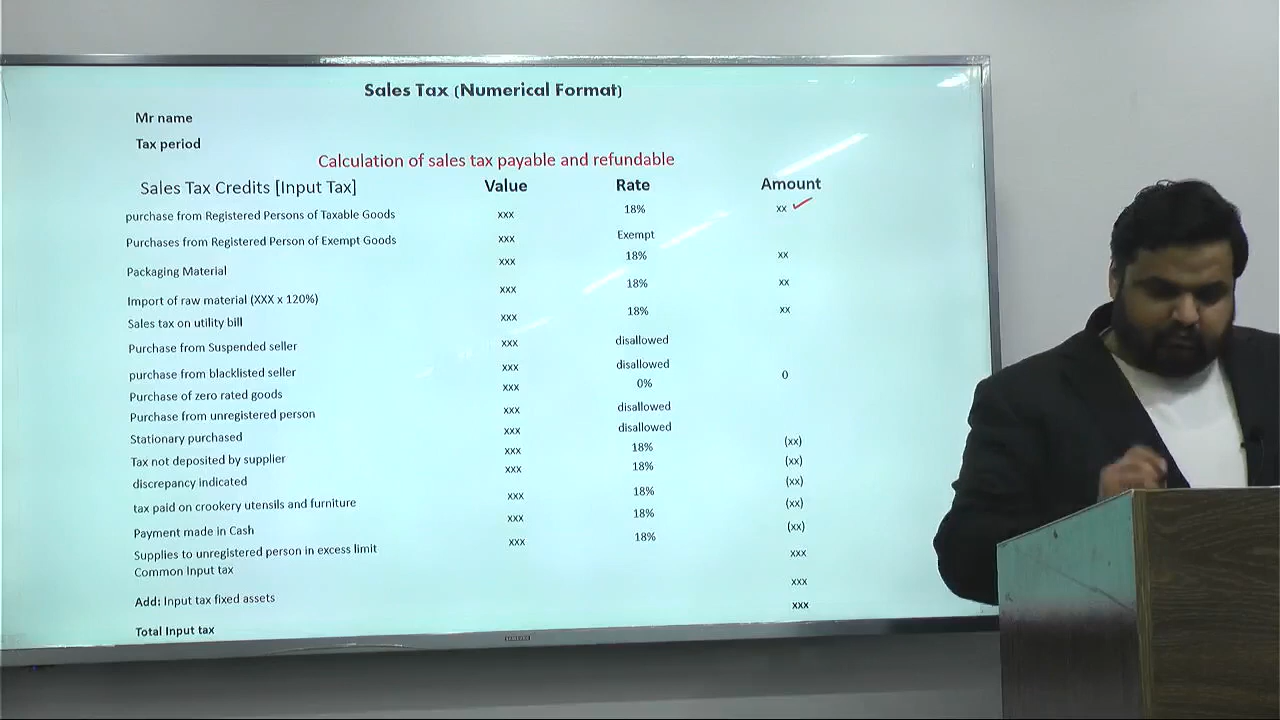 Sales Tax (Numerical Format)
Mr name
Tax period
Calculation of sales tax payable and refundable
Sales Tax Credits [Input Tax] Value Rate Amount
purchase from Registered Persons of Taxable Goods xxx 18% xx
Purchases from Registered Person of Exempt Goods xxx Exempt
Packaging Material xxx 18% xx
Import of raw material (XXX x 120%) xxx 18% xx
Sales tax on utility bill xxx 18% xx
Purchase from Suspended seller xxx disallowed
purchase from blacklisted seller xxx disallowed
Purchase of zero rated goods xxx 0% 0
Purchase from unregistered person xxx disallowed
Stationary purchased xxx disallowed
Tax not deposited by supplier xxx 18% (xx)
discrepancy indicated xxx 18% (xx)
tax paid on crookery utensils and furniture xxx 18% (xx)
Payment made in Cash xxx 18% (xx)
Supplies to unregistered person in excess limit xxx 18% (xx)
Common Input tax xxx
Add: Input tax fixed assets xxx
Total Input tax xxx
SAMSUNG